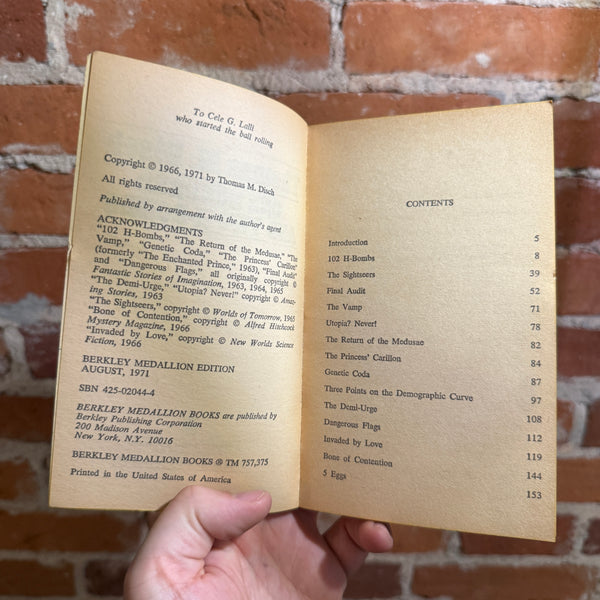 To Cele G. Lalli
who started the ball rolling
Copyright © 1966, 1971 by Thomas M. Disch
All rights reserved
Published by arrangement with the author's agent
ACKNOWLEDGMENTS
"102 H-Bombs," "The Return of the Medusae," "The
Vamp," "Genetic Coda," "The Princess' Carillon"
(formerly "The Enchanted Prince," 1963), "Final Audit"
and "Dangerous Flags," all originally copyright ©
Fantastic Stories of Imagination, 1963, 1964, 1965
"The Demi-Urge," "Utopia? Never!" copyright © Amaz-
ing Stories, 1963
"The Sightseers," copyright © Worlds of Tomorrow, 1965
"Bone of Contention," copyright © Alfred Hitchcock
Mystery Magazine, 1966
"Invaded by Love," copyright © New Worlds Science
Fiction, 1966
BERKLEY MEDALLION EDITION
AUGUST, 1971
SBN 425-02044-4
BERKLEY MEDALLION BOOKS are published by
Berkley Publishing Corporation
200 Madison Avenue
New York, N.Y. 10016
BERKLEY MEDALLION BOOKS ® TM 757,375
Printed in the United States of America
CONTENTS
Introduction 5
102 H-Bombs 8
The Sightseers 39
Final Audit 52
The Vamp 71
Utopia? Never! 78
The Return of the Medusae 82
The Princess' Carillon 84
Genetic Coda 87
Three Points on the Demographic Curve 97
The Demi-Urge 108
Dangerous Flags 112
Invaded by Love 119
Bone of Contention 144
5 Eggs 153